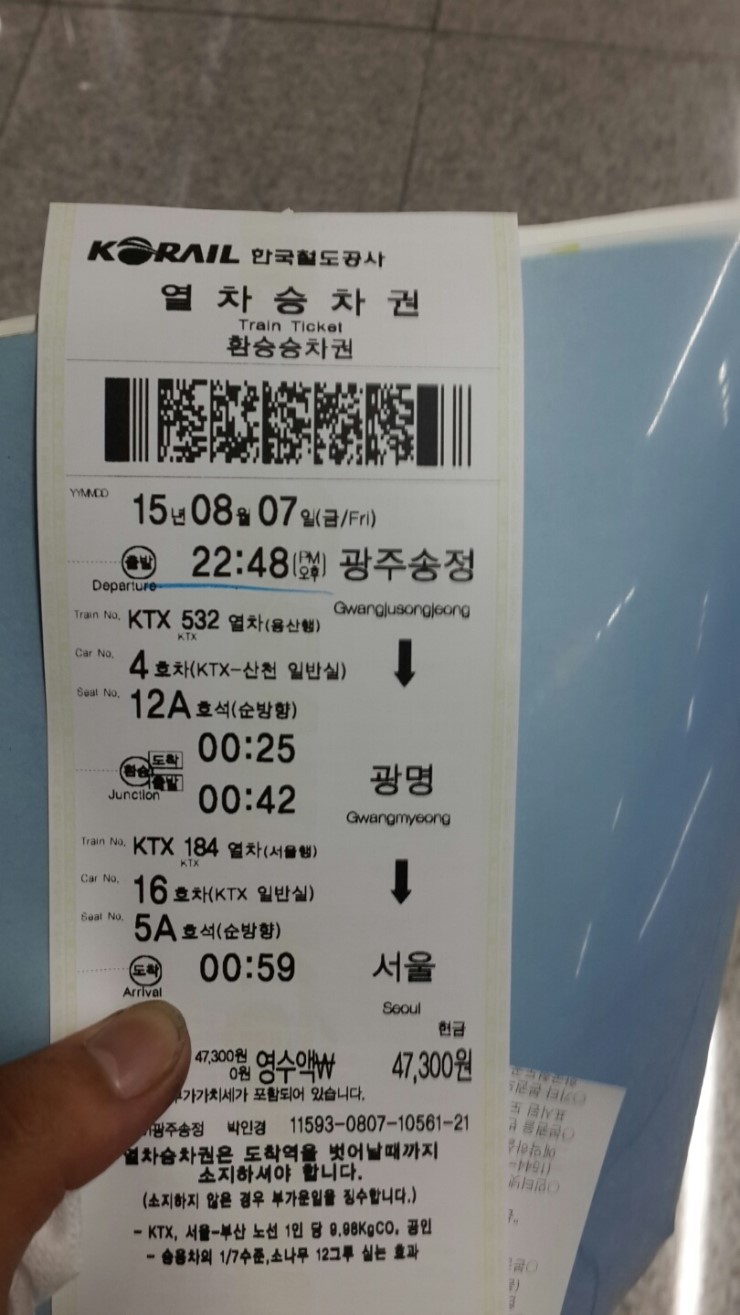 KORAIL 한국철도공사
열차승차권
Train Ticket
환승승차권
YYMMDD 15년 08월 07일(금/Fri)
출발 22:48(PM 오후) 광주송정
Departure Gwangjusongjeong
Train No. KTX 532 열차(용산행)
KTX
Car No. 4 호차(KTX-산천 일반실)
Seat No. 12A 호석(순방향)
도착 00:25
환승 광명
출발 00:42
Junction Gwangmyeong
Train No. KTX 184 열차(서울행)
KTX
Car No. 16 호차(KTX 일반실)
Seat No. 5A 호석(순방향)
도착 00:59 서울
Arrival Seoul
현금
47,300원 영수액₩ 47,300원
0원
부가가치세가 포함되어 있습니다.
광주송정 박인경 11593-0807-10561-21
열차승차권은 도착역을 벗어날때까지
소지하셔야 합니다.
(소지하지 않은 경우 부가운임을 징수합니다.)
- KTX, 서울-부산 노선 1인 당 9.98KgCO₂ 공인
- 승용차의 1/7수준,소나무 12그루 심는 효과